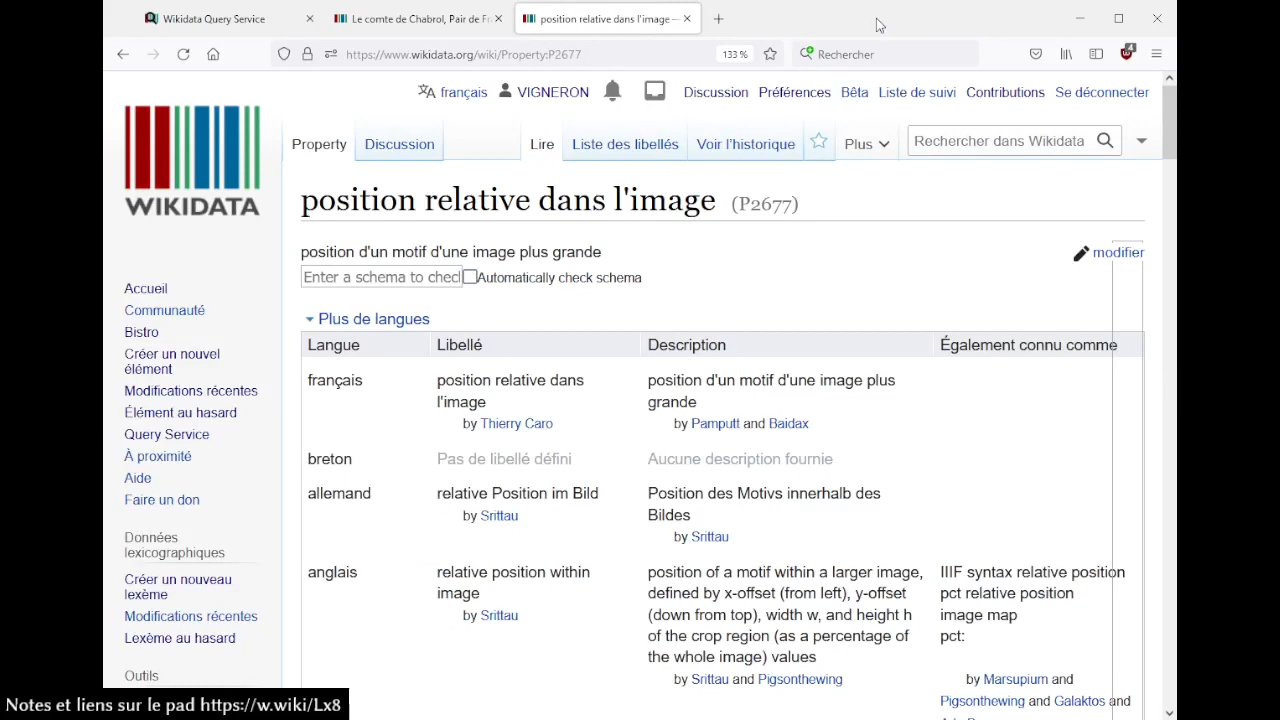 Wikidata Query Service
Le comte de Chabrol, Pair de Fr
position relative dans l'image —
https://www.wikidata.org/wiki/Property:P2677
133 %
Rechercher
4
français
VIGNERON
Discussion
Préférences
Bêta
Liste de suivi
Contributions
Se déconnecter
WIKIDATA
Property
Discussion
Lire
Liste des libellés
Voir l’historique
Plus
Rechercher dans Wikidata
position relative dans l'image (P2677)
position d'un motif d'une image plus grande
modifier
Enter a schema to checl
Automatically check schema
Plus de langues
Langue
Libellé
Description
Également connu comme
français
position relative dans
l'image
by Thierry Caro
position d'un motif d'une image plus
grande
by Pamputt and Baidax
breton
Pas de libellé défini
Aucune description fournie
allemand
relative Position im Bild
by Srittau
Position des Motivs innerhalb des
Bildes
by Srittau
anglais
relative position within
image
by Srittau
position of a motif within a larger image,
defined by x-offset (from left), y-offset
(down from top), width w, and height h
of the crop region (as a percentage of
the whole image) values
by Srittau and Pigsonthewing
IIIF syntax relative position
pct relative position
image map
pct:
by Marsupium and
Pigsonthewing and Galaktos and
Accueil
Communauté
Bistro
Créer un nouvel
élément
Modifications récentes
Élément au hasard
Query Service
À proximité
Aide
Faire un don
Données
lexicographiques
Créer un nouveau
lexème
Modifications récentes
Lexème au hasard
Outils
Notes et liens sur le pad https://w.wiki/Lx8